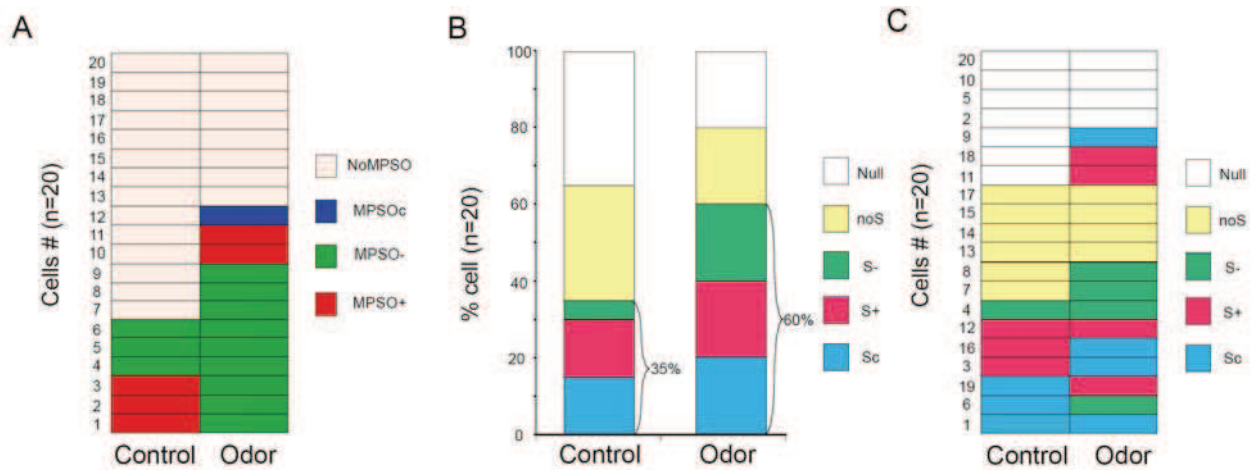 A
Cells # (n=20)
20
19
18
17
16
15
14
13
12
11
10
9
8
7
6
5
4
3
2
1
Control Odor
NoMPSO
MPSOc
MPSO-
MPSO+
B
% cell (n=20)
100
80
60
40
20
0
35%
60%
Control Odor
Null
noS
S-
S+
Sc
C
Cells # (n=20)
20
10
5
2
9
18
11
17
15
14
13
8
7
4
12
16
3
19
6
1
Control Odor
Null
noS
S-
S+
Sc